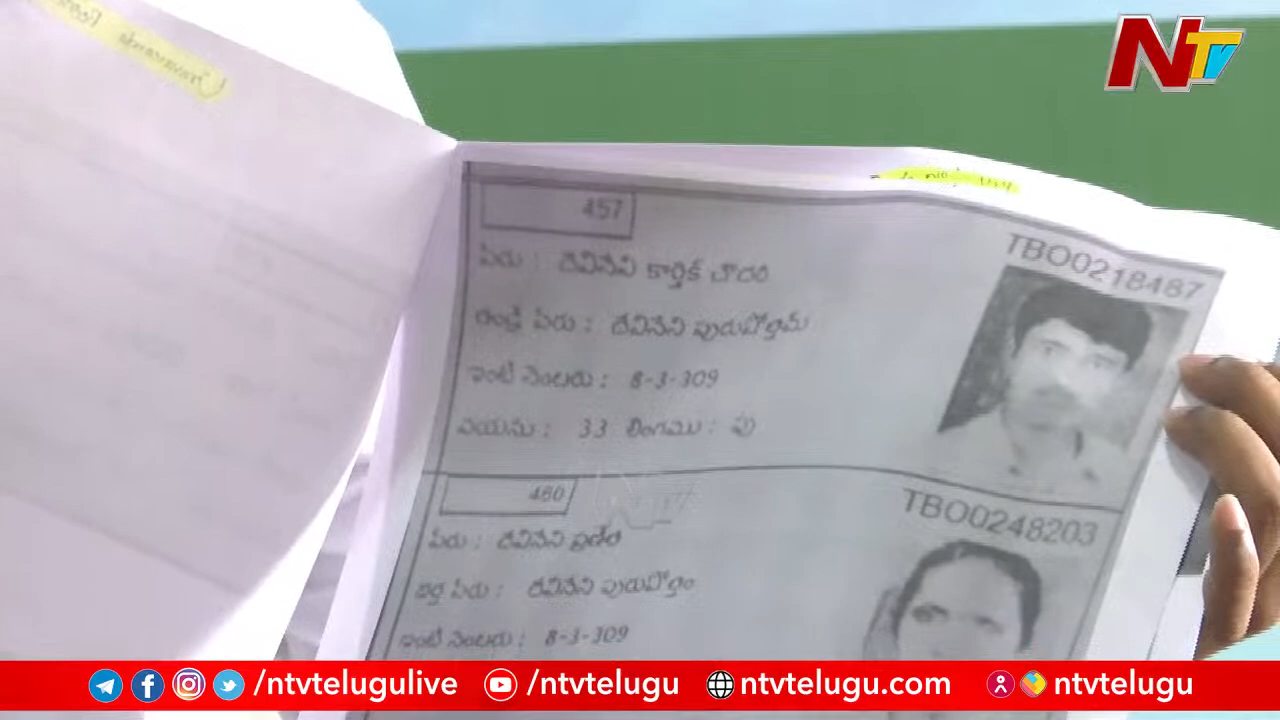 NTv
457
TBO0218487
పేరు : దేవినేని కార్తీక్ చౌదరి
తండ్రి పేరు : దేవినేని పురుషోత్తమ
ఇంటి నెంబరు : 8-3-309
వయసు : 33 లింగము : పు
460
TBO0248203
పేరు : దేవినేని
భర్త పేరు : దేవినేని పురుషోత్తం
ఇంటి నెంబరు : 8-3-309
/ntvtelugulive /ntvtelugu ntvtelugu.com ntvtelugu